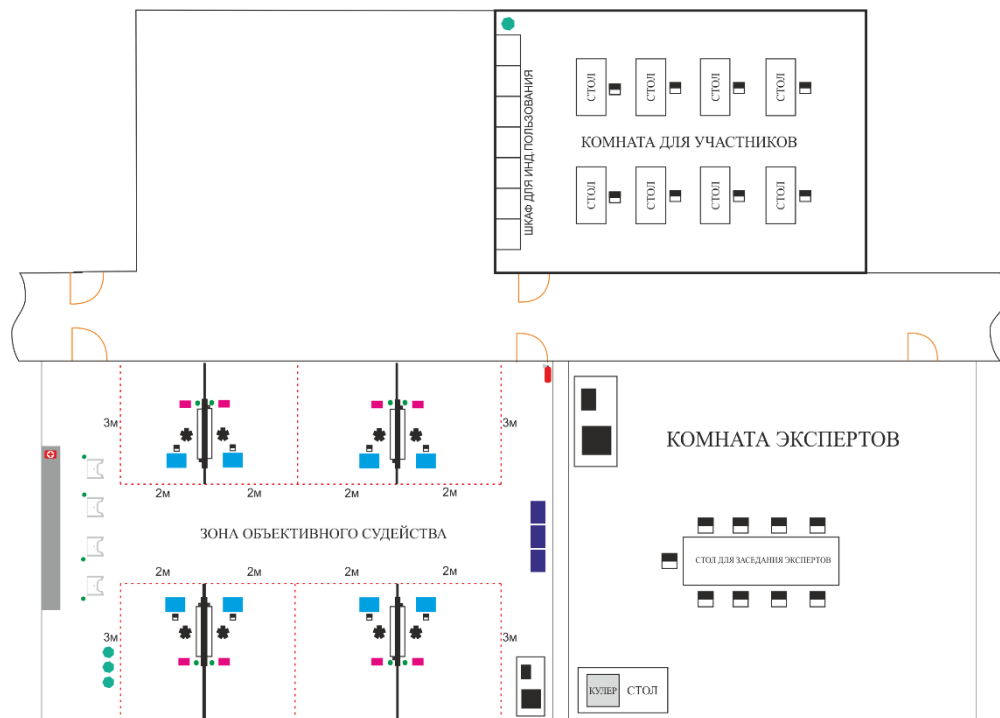 СТОЛ
СТОЛ
СТОЛ
СТОЛ
ШКАФ ДЛЯ ИНД.ПОЛЬЗОВАНИЯ
КОМНАТА ДЛЯ УЧАСТНИКОВ
СТОЛ
СТОЛ
СТОЛ
СТОЛ
3м
3м
КОМНАТА ЭКСПЕРТОВ
2м
2м
2м
2м
ЗОНА ОБЪЕКТИВНОГО СУДЕЙСТВА
СТОЛ ДЛЯ ЗАСЕДАНИЯ ЭКСПЕРТОВ
2м
2м
2м
2м
3м
3м
КУЛЕР
СТОЛ